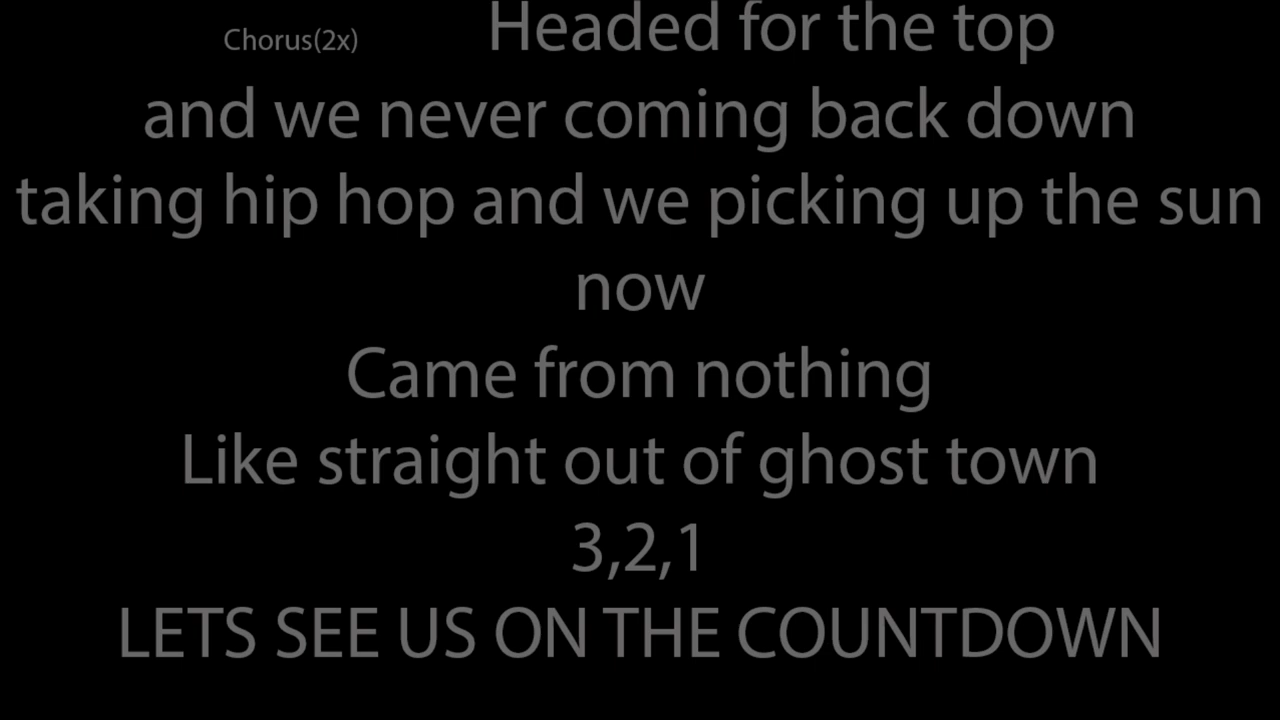 Chorus(2x) Headed for the top
and we never coming back down
taking hip hop and we picking up the sun
now
Came from nothing
Like straight out of ghost town
3,2,1
LETS SEE US ON THE COUNTDOWN